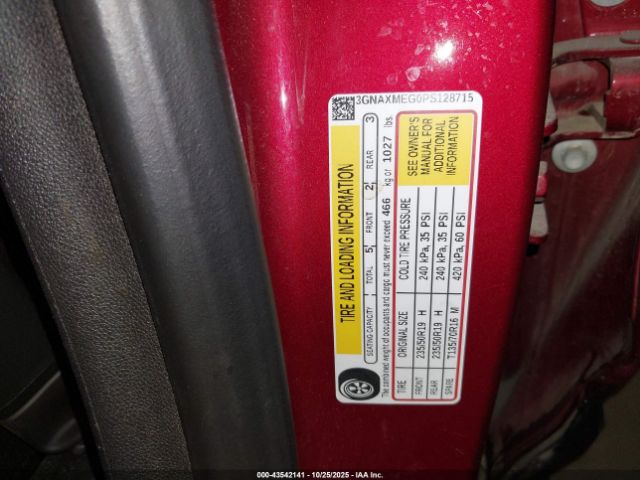 3GNAXMEG0PS128715
TIRE AND LOADING INFORMATION
SEATING CAPACITY TOTAL 5 FRONT 2 REAR 3
The combined weight of occupants and cargo must never exceed 466 kg or 1027 lbs.
TIRE ORIGINAL SIZE COLD TIRE PRESSURE
FRONT 235/50R19 H 240 kPa, 35 PSI
REAR 235/50R19 H 240 kPa, 35 PSI
SPARE T135/70R16 M 420 kPa, 60 PSI
SEE OWNER'S
MANUAL FOR
ADDITIONAL
INFORMATION
000-43542141 | 10/25/2025 | IAA Inc.